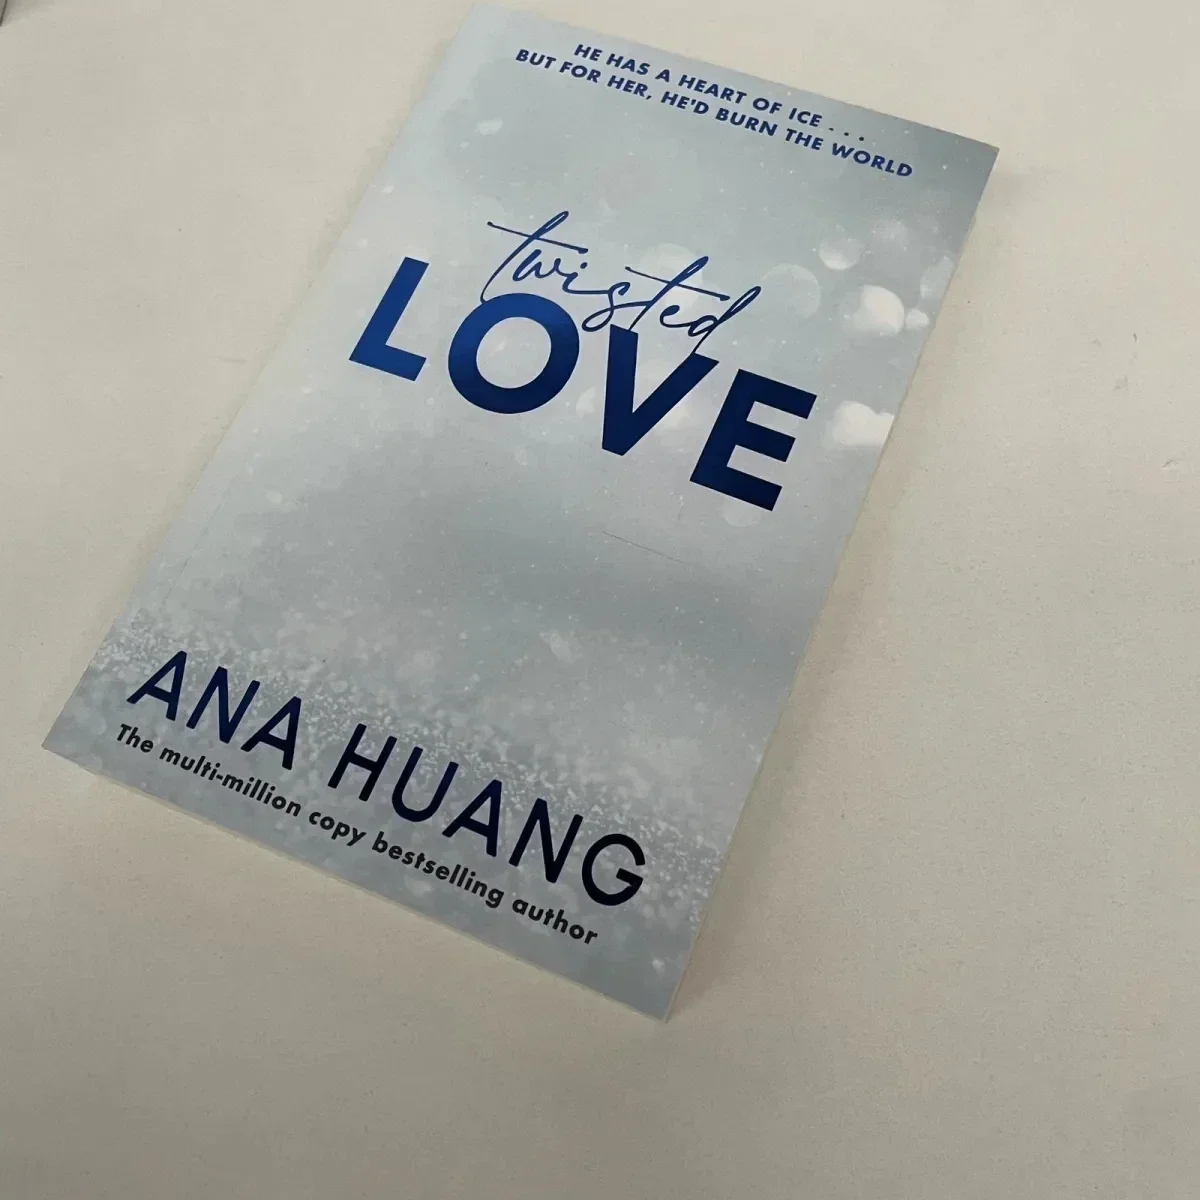 HE HAS A HEART OF ICE . . .
BUT FOR HER, HE'D BURN THE WORLD
twisted
LOVE
ANA HUANG
The multi-million copy bestselling author